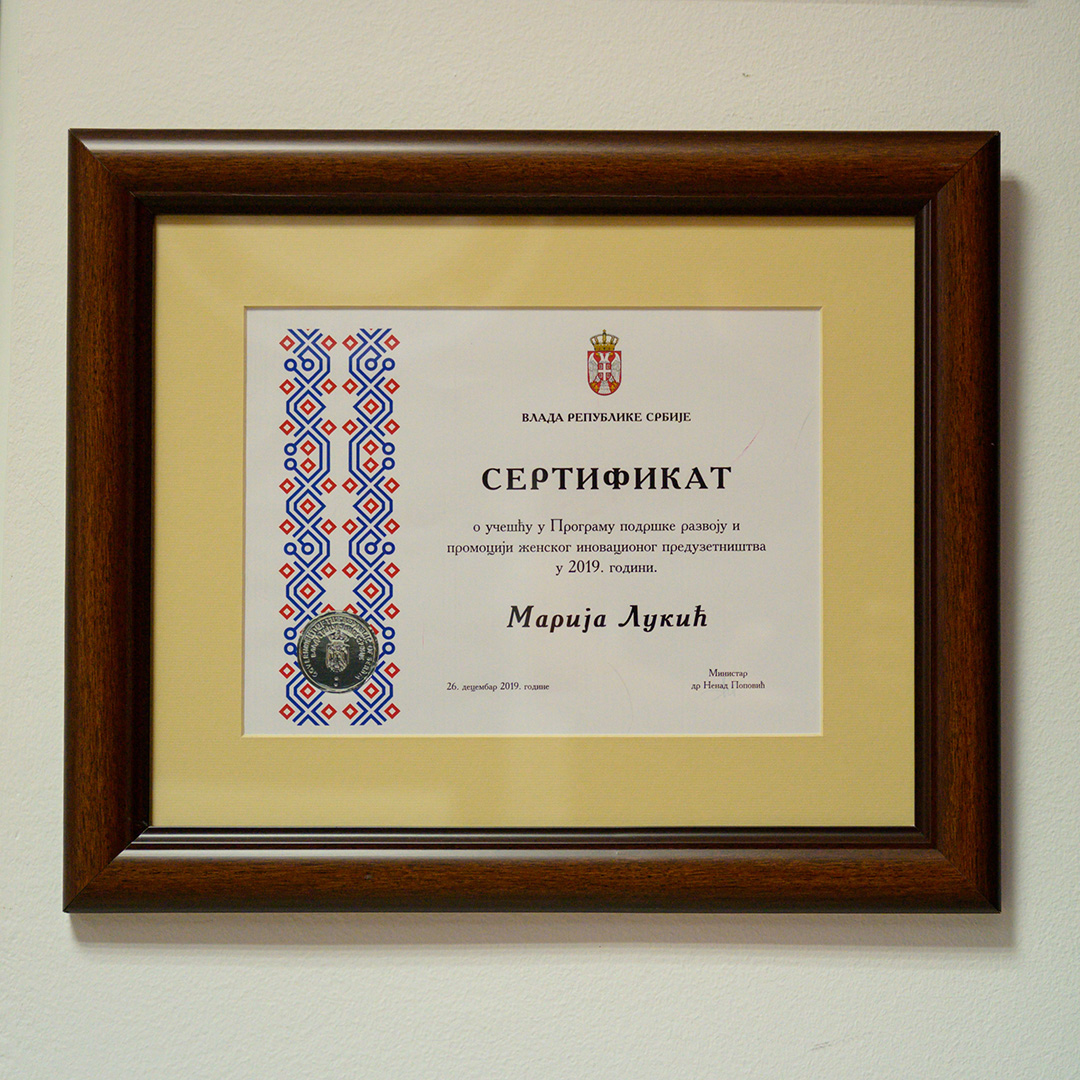 ВЛАДА РЕПУБЛИКЕ СРБИЈЕ
СЕРТИФИКАТ
о учешћу у Програму подршке развоју и
промоцији женског иновационог предузетништва
у 2019. години.
Марија Лукић
26. децембар 2019. године
Министар
др Ненад Поповић